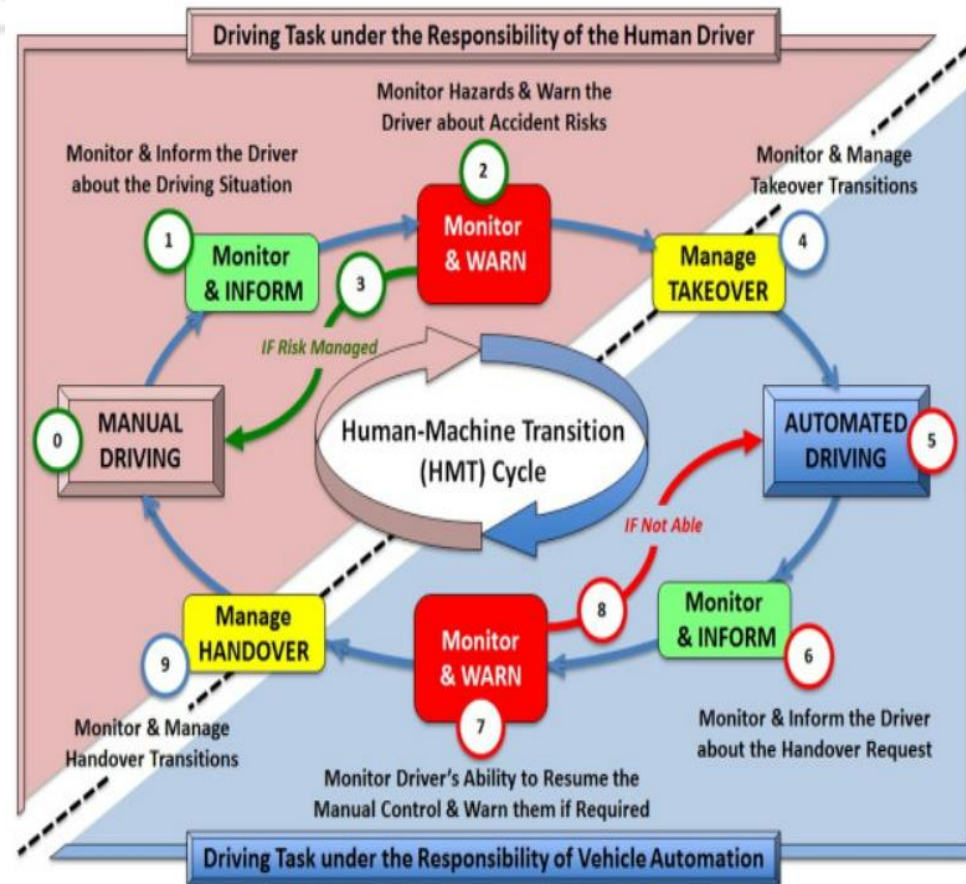 Driving Task under the Responsibility of the Human Driver
Monitor Hazards & Warn the
Driver about Accident Risks
Monitor & Inform the Driver
about the Driving Situation
Monitor & Manage
Takeover Transitions
1
2
4
Monitor
& INFORM
Monitor
& WARN
Manage
TAKEOVER
3
IF Risk Managed
0
MANUAL
DRIVING
Human-Machine Transition
(HMT) Cycle
AUTOMATED
DRIVING
5
IF Not Able
8
Manage
HANDOVER
Monitor
& WARN
Monitor
& INFORM
9
7
6
Monitor & Manage
Handover Transitions
Monitor & Inform the Driver
about the Handover Request
Monitor Driver's Ability to Resume the
Manual Control & Warn them if Required
Driving Task under the Responsibility of Vehicle Automation